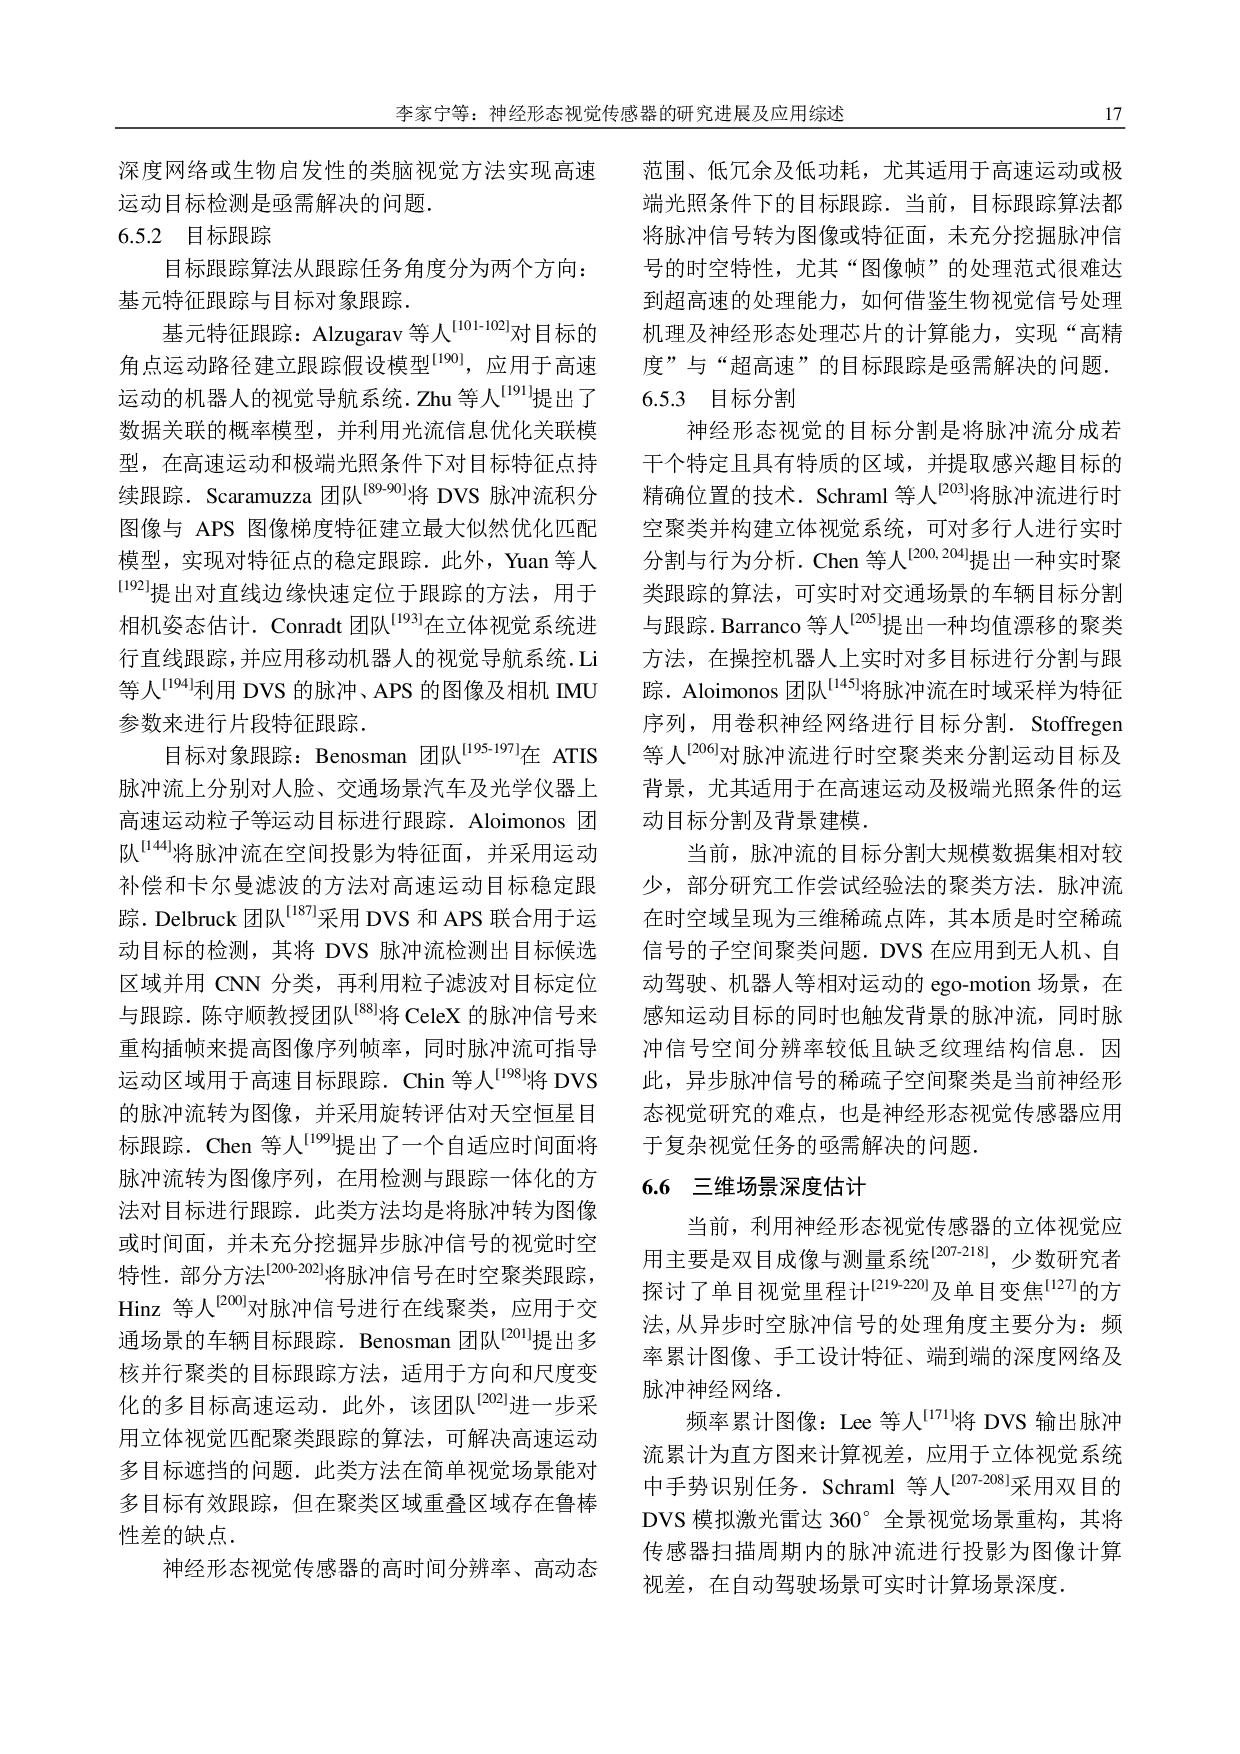 李家宁等：神经形态视觉传感器的研究进展及应用综述 17
深度网络或生物启发性的类脑视觉方法实现高速
运动目标检测是亟需解决的问题．
6.5.2 目标跟踪
目标跟踪算法从跟踪任务角度分为两个方向：
基元特征跟踪与目标对象跟踪．
基元特征跟踪：Alzugarav 等人[101-102]对目标的
角点运动路径建立跟踪假设模型[190]，应用于高速
运动的机器人的视觉导航系统．Zhu 等人[191]提出了
数据关联的概率模型，并利用光流信息优化关联模
型，在高速运动和极端光照条件下对目标特征点持
续跟踪．Scaramuzza 团队[89-90]将 DVS 脉冲流积分
图像与 APS 图像梯度特征建立最大似然优化匹配
模型，实现对特征点的稳定跟踪．此外，Yuan 等人
[192]提出对直线边缘快速定位于跟踪的方法，用于
相机姿态估计．Conradt 团队[193]在立体视觉系统进
行直线跟踪，并应用移动机器人的视觉导航系统．Li
等人[194]利用 DVS 的脉冲、APS 的图像及相机 IMU
参数来进行片段特征跟踪．
目标对象跟踪：Benosman 团队[195-197]在 ATIS
脉冲流上分别对人脸、交通场景汽车及光学仪器上
高速运动粒子等运动目标进行跟踪．Aloimonos 团
队[144]将脉冲流在空间投影为特征面，并采用运动
补偿和卡尔曼滤波的方法对高速运动目标稳定跟
踪．Delbruck 团队[187]采用 DVS 和 APS 联合用于运
动目标的检测，其将 DVS 脉冲流检测出目标候选
区域并用 CNN 分类，再利用粒子滤波对目标定位
与跟踪．陈守顺教授团队[88]将 CeleX 的脉冲信号来
重构插帧来提高图像序列帧率，同时脉冲流可指导
运动区域用于高速目标跟踪．Chin 等人[198]将 DVS
的脉冲流转为图像，并采用旋转评估对天空恒星目
标跟踪．Chen 等人[199]提出了一个自适应时间面将
脉冲流转为图像序列，在用检测与跟踪一体化的方
法对目标进行跟踪．此类方法均是将脉冲转为图像
或时间面，并未充分挖掘异步脉冲信号的视觉时空
特性．部分方法[200-202]将脉冲信号在时空聚类跟踪，
Hinz 等人[200]对脉冲信号进行在线聚类，应用于交
通场景的车辆目标跟踪．Benosman 团队[201]提出多
核并行聚类的目标跟踪方法，适用于方向和尺度变
化的多目标高速运动．此外，该团队[202]进一步采
用立体视觉匹配聚类跟踪的算法，可解决高速运动
多目标遮挡的问题．此类方法在简单视觉场景能对
多目标有效跟踪，但在聚类区域重叠区域存在鲁棒
性差的缺点．
神经形态视觉传感器的高时间分辨率、高动态
范围、低冗余及低功耗，尤其适用于高速运动或极
端光照条件下的目标跟踪．当前，目标跟踪算法都
将脉冲信号转为图像或特征面，未充分挖掘脉冲信
号的时空特性，尤其“图像帧”的处理范式很难达
到超高速的处理能力，如何借鉴生物视觉信号处理
机理及神经形态处理芯片的计算能力，实现“高精
度”与“超高速”的目标跟踪是亟需解决的问题．
6.5.3 目标分割
神经形态视觉的目标分割是将脉冲流分成若
干个特定且具有特质的区域，并提取感兴趣目标的
精确位置的技术．Schraml 等人[203]将脉冲流进行时
空聚类并构建立体视觉系统，可对多行人进行实时
分割与行为分析．Chen 等人[200, 204]提出一种实时聚
类跟踪的算法，可实时对交通场景的车辆目标分割
与跟踪．Barranco 等人[205]提出一种均值漂移的聚类
方法，在操控机器人上实时对多目标进行分割与跟
踪．Aloimonos 团队[145]将脉冲流在时域采样为特征
序列，用卷积神经网络进行目标分割．Stoffregen
等人[206]对脉冲流进行时空聚类来分割运动目标及
背景，尤其适用于在高速运动及极端光照条件的运
动目标分割及背景建模．
当前，脉冲流的目标分割大规模数据集相对较
少，部分研究工作尝试经验法的聚类方法．脉冲流
在时空域呈现为三维稀疏点阵，其本质是时空稀疏
信号的子空间聚类问题．DVS 在应用到无人机、自
动驾驶、机器人等相对运动的 ego-motion 场景，在
感知运动目标的同时也触发背景的脉冲流，同时脉
冲信号空间分辨率较低且缺乏纹理结构信息．因
此，异步脉冲信号的稀疏子空间聚类是当前神经形
态视觉研究的难点，也是神经形态视觉传感器应用
于复杂视觉任务的亟需解决的问题．
6.6 三维场景深度估计
当前，利用神经形态视觉传感器的立体视觉应
用主要是双目成像与测量系统[207-218]，少数研究者
探讨了单目视觉里程计[219-220]及单目变焦[127]的方
法，从异步时空脉冲信号的处理角度主要分为：频
率累计图像、手工设计特征、端到端的深度网络及
脉冲神经网络．
频率累计图像：Lee 等人[171]将 DVS 输出脉冲
流累计为直方图来计算视差，应用于立体视觉系统
中手势识别任务．Schraml 等人[207-208]采用双目的
DVS 模拟激光雷达 360°全景视觉场景重构，其将
传感器扫描周期内的脉冲流进行投影为图像计算
视差，在自动驾驶场景可实时计算场景深度．